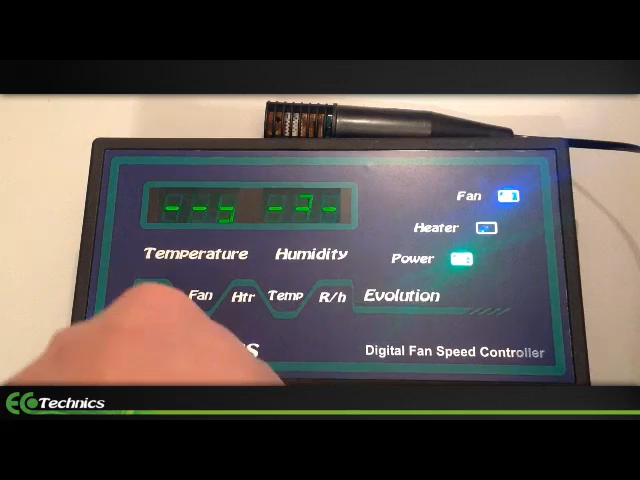 Fan
Heater
Temperature Humidity
Power
Fan Htr Temp R/h Evolution
Digital Fan Speed Controller
ECOTechnics